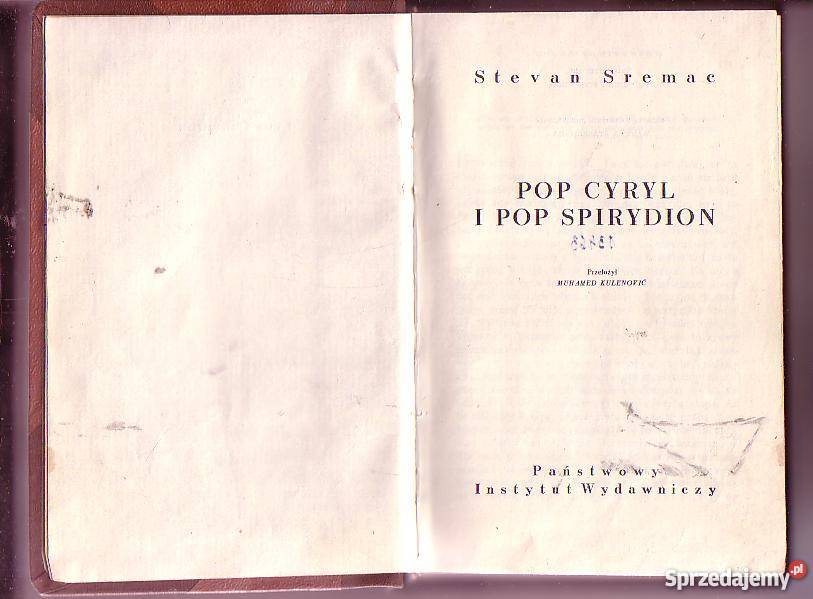 Stevan Sremac
POP CYRYL
I POP SPIRYDION
Przełożył
MUHAMED KULENOVIĆ
Państwowy
Instytut Wydawniczy
Sprzedajemy.pl